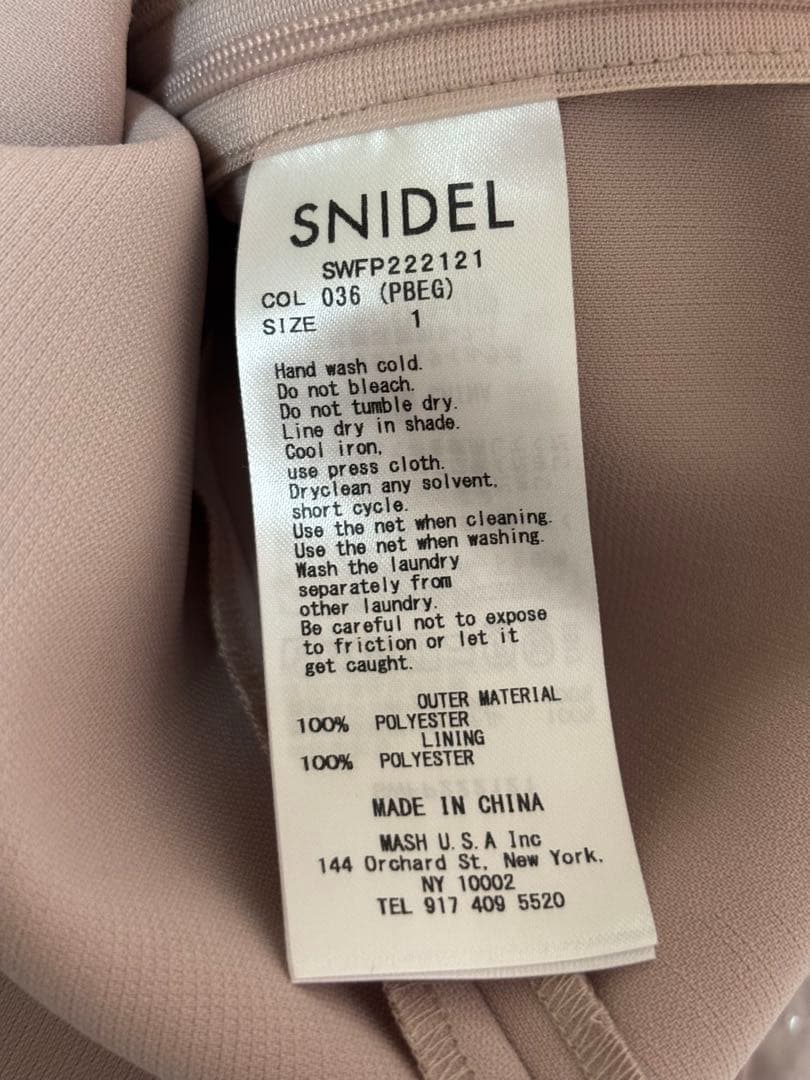 SNIDEL
SWFP222121
COL 036 (PBEG)
SIZE 1
Hand wash cold.
Do not bleach.
Do not tumble dry.
Line dry in shade.
Cool iron,
use press cloth.
Dryclean any solvent,
short cycle.
Use the net when cleaning.
Use the net when washing.
Wash the laundry
separately from
other laundry.
Be careful not to expose
to friction or let it
get caught.
OUTER MATERIAL
100% POLYESTER
LINING
100% POLYESTER
MADE IN CHINA
MASH U.S.A Inc
144 Orchard St, New York.
NY 10002
TEL 917 409 5520